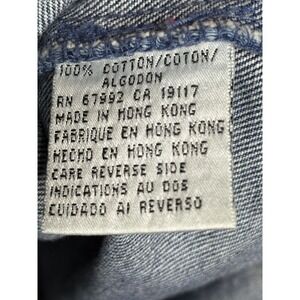 100% COTTON/COTON/
ALGODON
RN 67992 CA 19117
MADE IN HONG KONG
FABRIQUE EN HONG KONG
HECHO EN HONG KONG
CARE REVERSE SIDE
INDICATIONS AU DOS
CUIDADO AI REVERSO